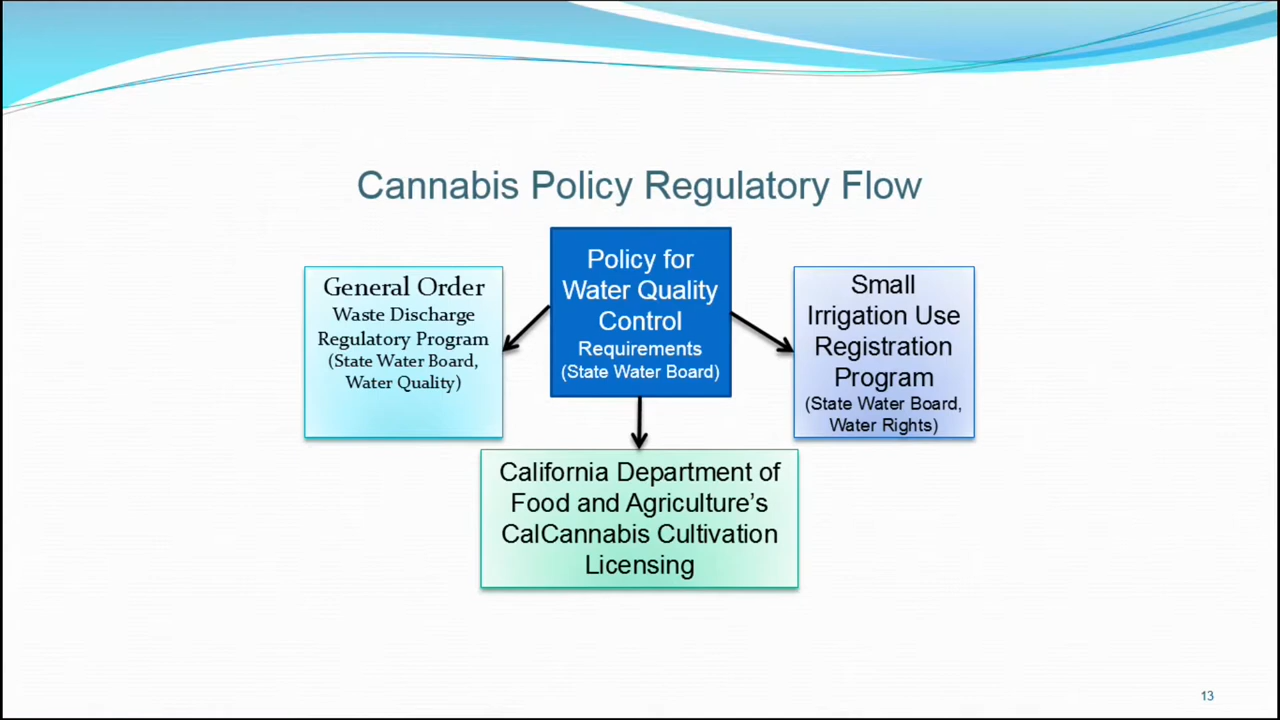 Cannabis Policy Regulatory Flow
General Order
Waste Discharge
Regulatory Program
(State Water Board,
Water Quality)
Policy for
Water Quality
Control
Requirements
(State Water Board)
Small
Irrigation Use
Registration
Program
(State Water Board,
Water Rights)
California Department of
Food and Agriculture’s
CalCannabis Cultivation
Licensing
13